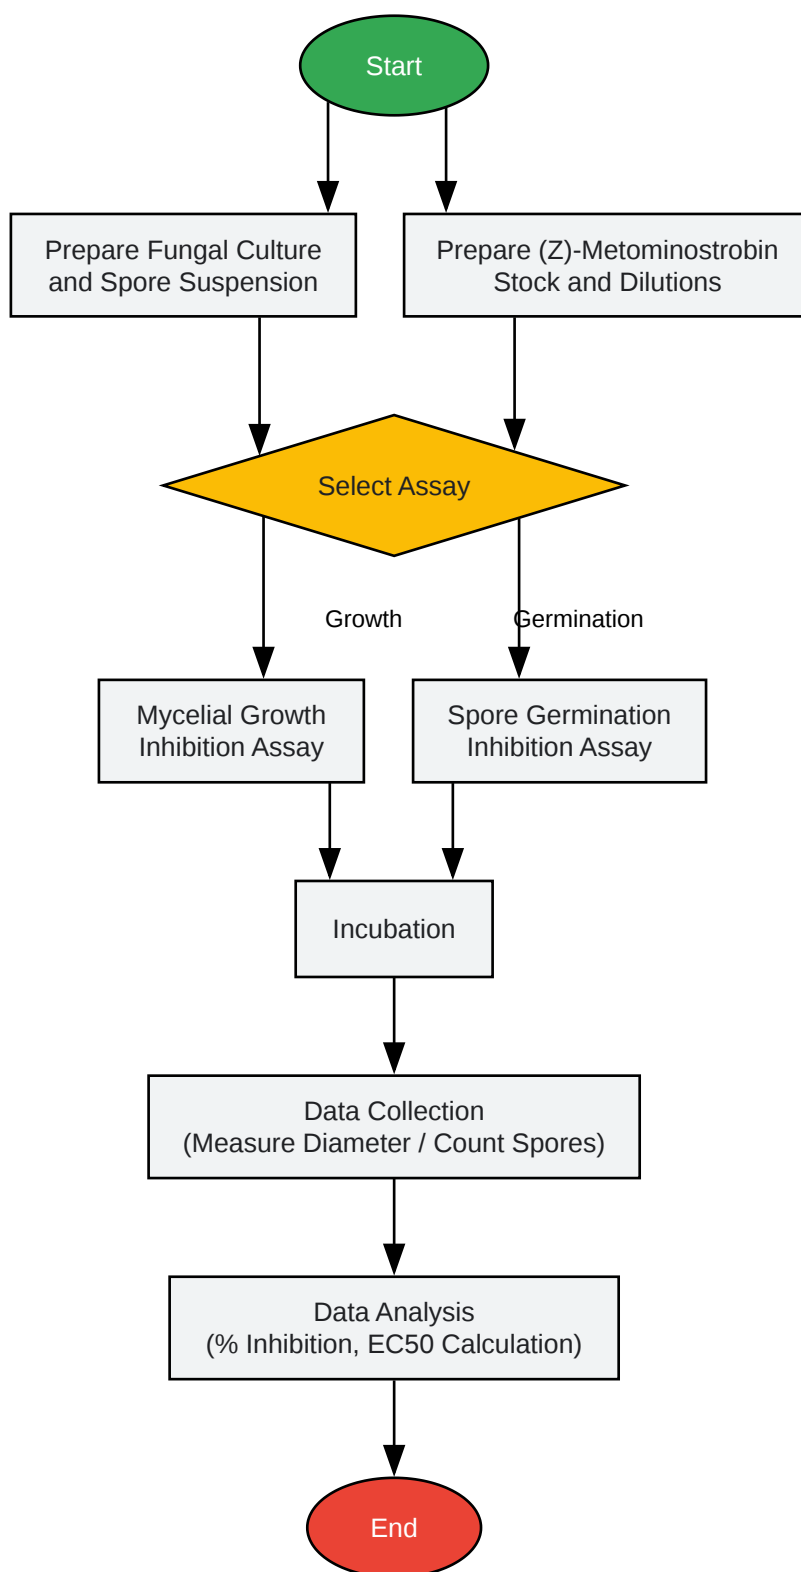 Start
Prepare Fungal Culture
and Spore Suspension
Prepare (Z)-Metominostrobin
Stock and Dilutions
Select Assay
Growth
Germination
Mycelial Growth
Inhibition Assay
Spore Germination
Inhibition Assay
Incubation
Data Collection
(Measure Diameter / Count Spores)
Data Analysis
(% Inhibition, EC50 Calculation)
End